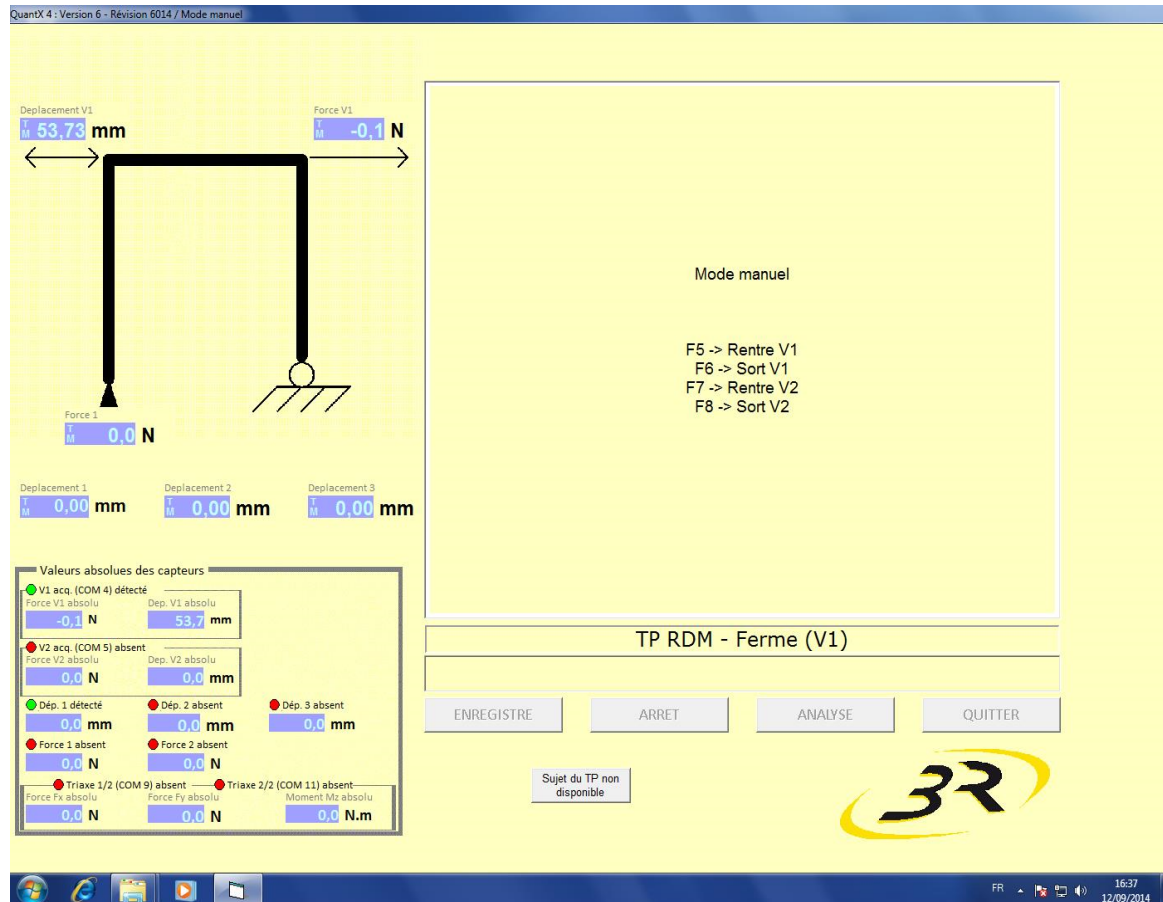 QuantX 4 : Version 6 - Révision 6014 / Mode manuel
Deplacement V1
T M 53,73 mm
Force V1
T M -0,1 N
Force 1
T M 0,0 N
Deplacement 1
T M 0,00 mm
Deplacement 2
T M 0,00 mm
Deplacement 3
T M 0,00 mm
Mode manuel
F5 -> Rentre V1
F6 -> Sort V1
F7 -> Rentre V2
F8 -> Sort V2
Valeurs absolues des capteurs
V1 acq. (COM 4) détecté
Force V1 absolu Dep. V1 absolu
-0,1 N 53,7 mm
V2 acq. (COM 5) absent
Force V2 absolu Dep. V2 absolu
0,0 N 0,0 mm
Dép. 1 détecté Dép. 2 absent Dép. 3 absent
0,0 mm 0,0 mm 0,0 mm
Force 1 absent Force 2 absent
0,0 N 0,0 N
Triaxe 1/2 (COM 9) absent Triaxe 2/2 (COM 11) absent
Force Fx absolu Force Fy absolu Moment Mz absolu
0,0 N 0,0 N 0,0 N.m
TP RDM - Ferme (V1)
ENREGISTRE ARRET ANALYSE QUITTER
Sujet du TP non
disponible
3R
FR 16:37
12/09/2014